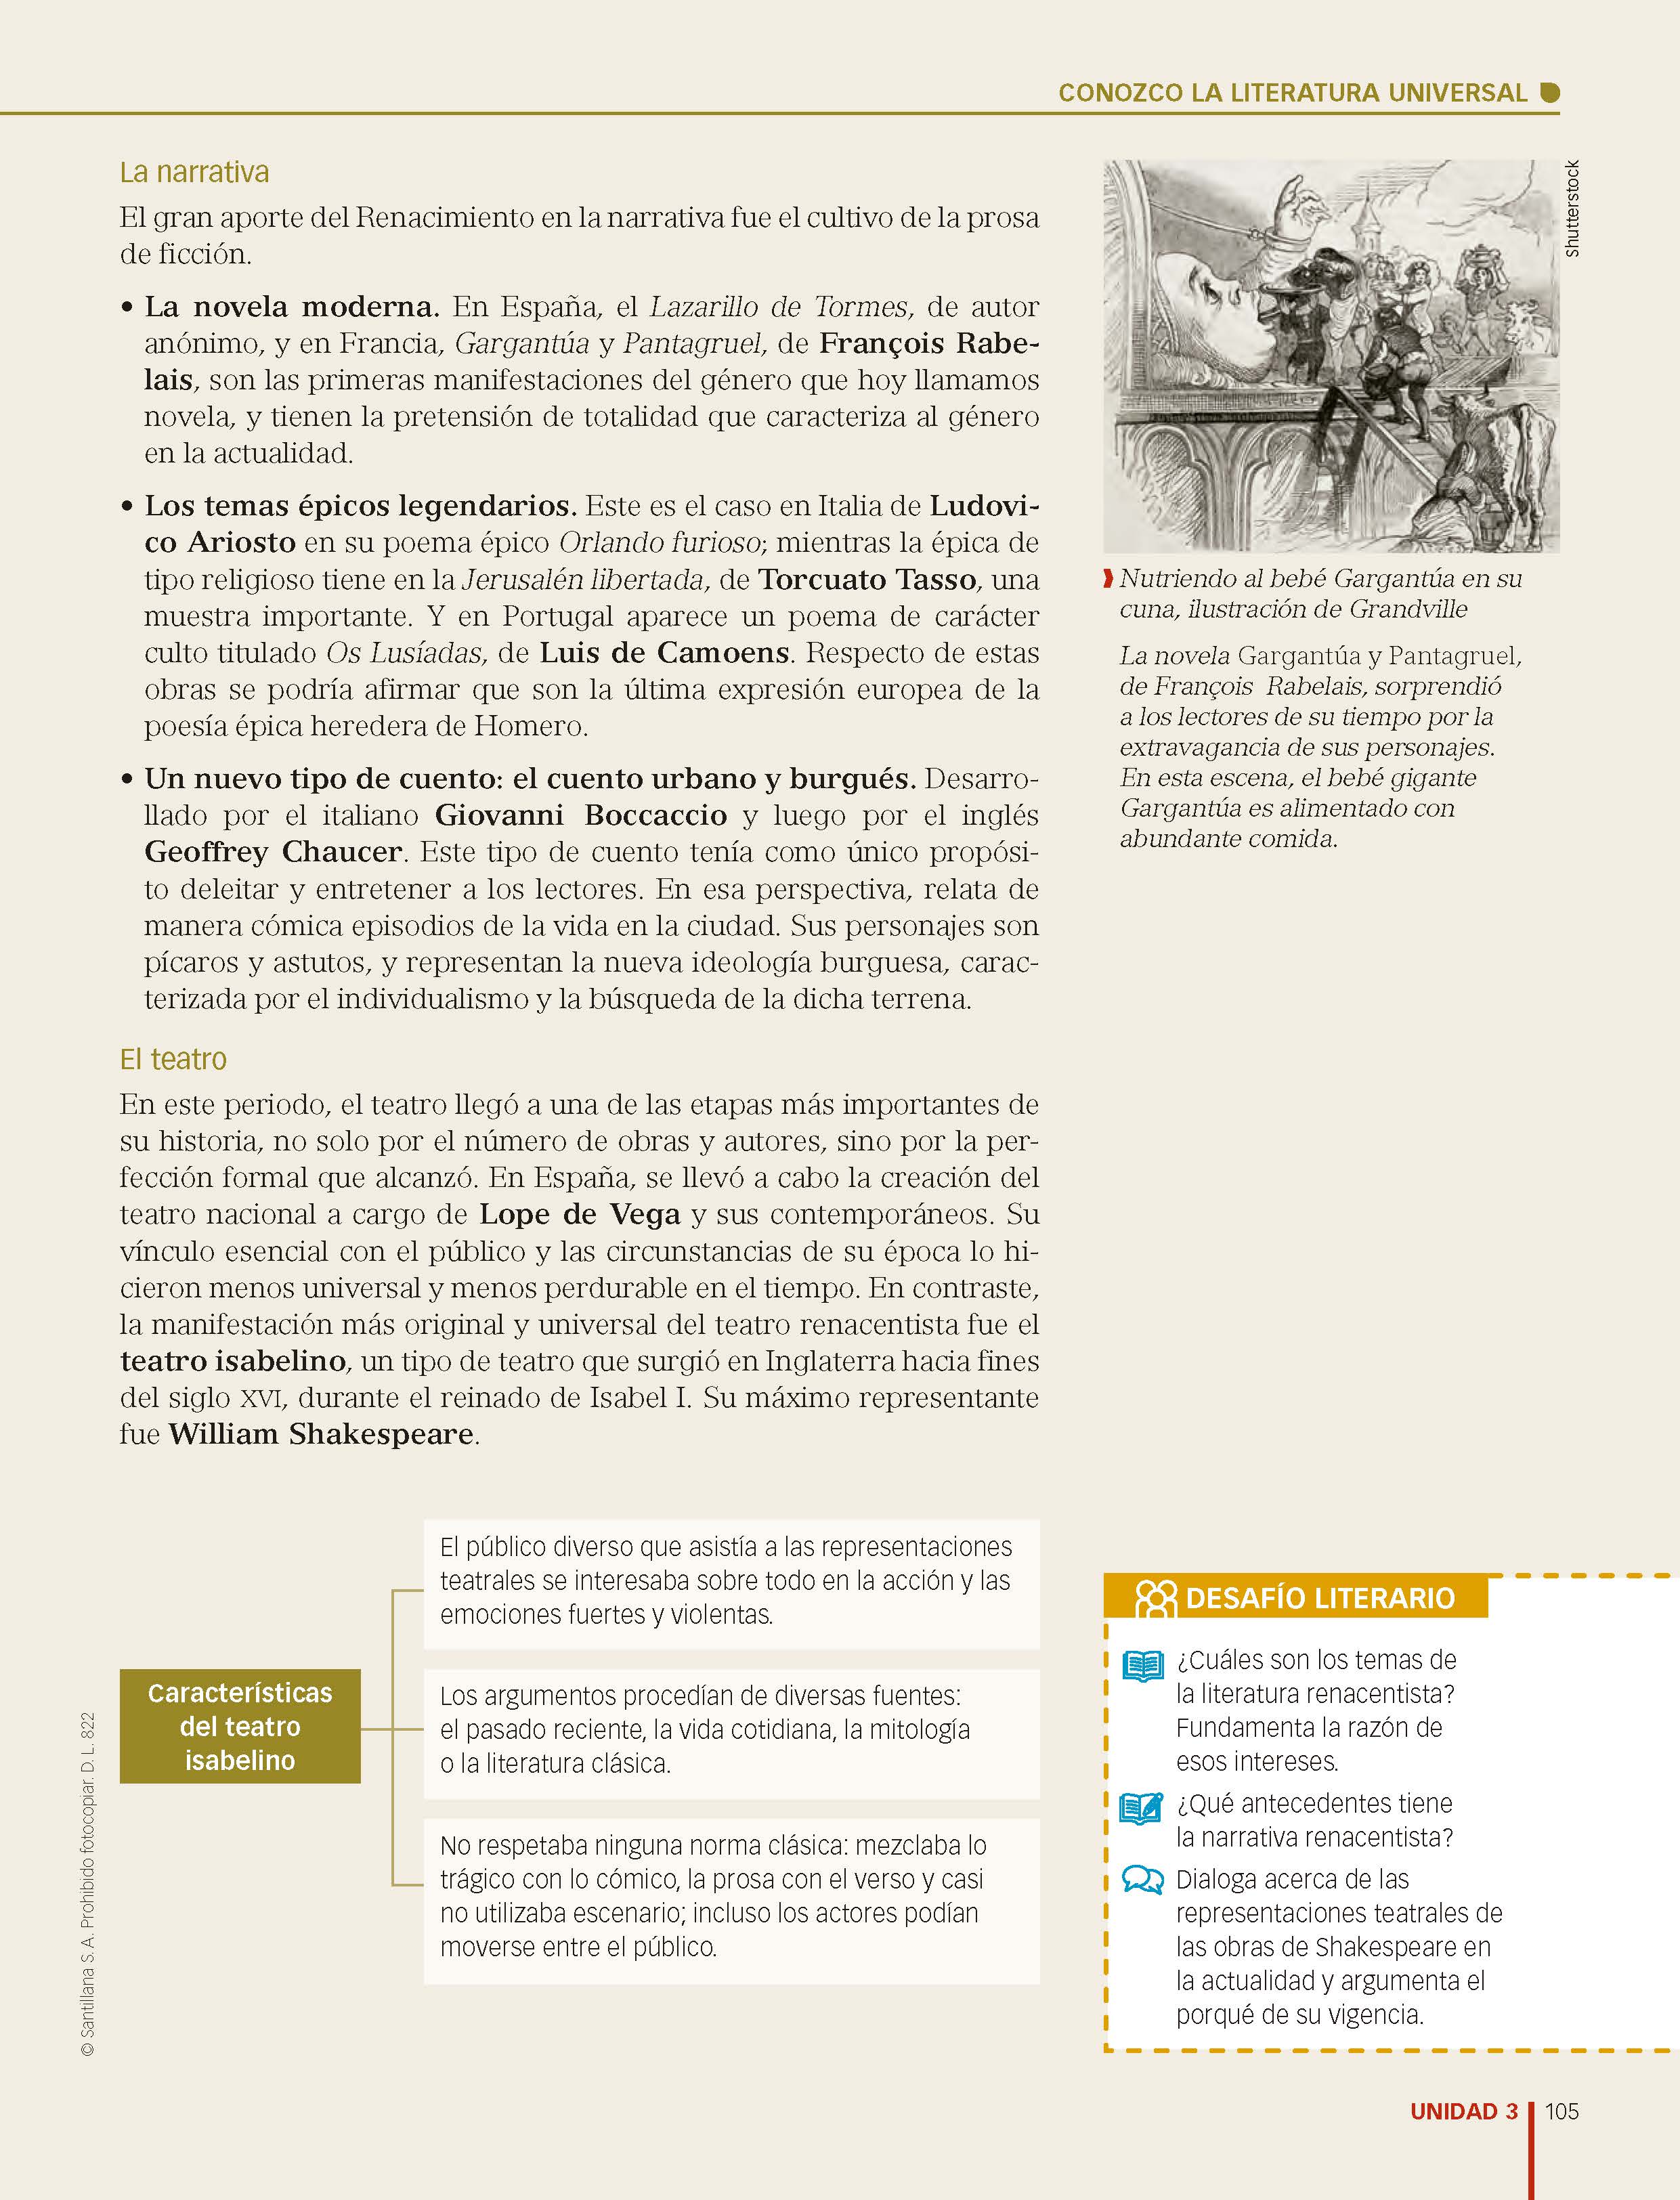 CONOZCO LA LITERATURA UNIVERSAL
La narrativa
El gran aporte del Renacimiento en la narrativa fue el cultivo de la prosa
de ficción.
• La novela moderna. En España, el Lazarillo de Tormes, de autor
anónimo, y en Francia, Gargantúa y Pantagruel, de François Rabe-
lais, son las primeras manifestaciones del género que hoy llamamos
novela, y tienen la pretensión de totalidad que caracteriza al género
en la actualidad.
• Los temas épicos legendarios. Este es el caso en Italia de Ludovi-
co Ariosto en su poema épico Orlando furioso; mientras la épica de
tipo religioso tiene en la Jerusalén libertada, de Torcuato Tasso, una
muestra importante. Y en Portugal aparece un poema de carácter
culto titulado Os Lusíadas, de Luis de Camoens. Respecto de estas
obras se podría afirmar que son la última expresión europea de la
poesía épica heredera de Homero.
• Un nuevo tipo de cuento: el cuento urbano y burgués. Desarro-
llado por el italiano Giovanni Boccaccio y luego por el inglés
Geoffrey Chaucer. Este tipo de cuento tenía como único propósi-
to deleitar y entretener a los lectores. En esa perspectiva, relata de
manera cómica episodios de la vida en la ciudad. Sus personajes son
pícaros y astutos, y representan la nueva ideología burguesa, carac-
terizada por el individualismo y la búsqueda de la dicha terrena.
El teatro
En este periodo, el teatro llegó a una de las etapas más importantes de
su historia, no solo por el número de obras y autores, sino por la per-
fección formal que alcanzó. En España, se llevó a cabo la creación del
teatro nacional a cargo de Lope de Vega y sus contemporáneos. Su
vínculo esencial con el público y las circunstancias de su época lo hi-
cieron menos universal y menos perdurable en el tiempo. En contraste,
la manifestación más original y universal del teatro renacentista fue el
teatro isabelino, un tipo de teatro que surgió en Inglaterra hacia fines
del siglo XVI, durante el reinado de Isabel I. Su máximo representante
fue William Shakespeare.
Shutterstock
Nutriendo al bebé Gargantúa en su
cuna, ilustración de Grandville
La novela Gargantúa y Pantagruel,
de François Rabelais, sorprendió
a los lectores de su tiempo por la
extravagancia de sus personajes.
En esta escena, el bebé gigante
Gargantúa es alimentado con
abundante comida.
Características
del teatro
isabelino
El público diverso que asistía a las representaciones
teatrales se interesaba sobre todo en la acción y las
emociones fuertes y violentas.
Los argumentos procedían de diversas fuentes:
el pasado reciente, la vida cotidiana, la mitología
o la literatura clásica.
No respetaba ninguna norma clásica: mezclaba lo
trágico con lo cómico, la prosa con el verso y casi
no utilizaba escenario; incluso los actores podían
moverse entre el público.
DESAFÍO LITERARIO
¿Cuáles son los temas de
la literatura renacentista?
Fundamenta la razón de
esos intereses.
¿Qué antecedentes tiene
la narrativa renacentista?
Dialoga acerca de las
representaciones teatrales de
las obras de Shakespeare en
la actualidad y argumenta el
porqué de su vigencia.
© Santillana S. A. Prohibido fotocopiar. D. L. 822
UNIDAD 3 105